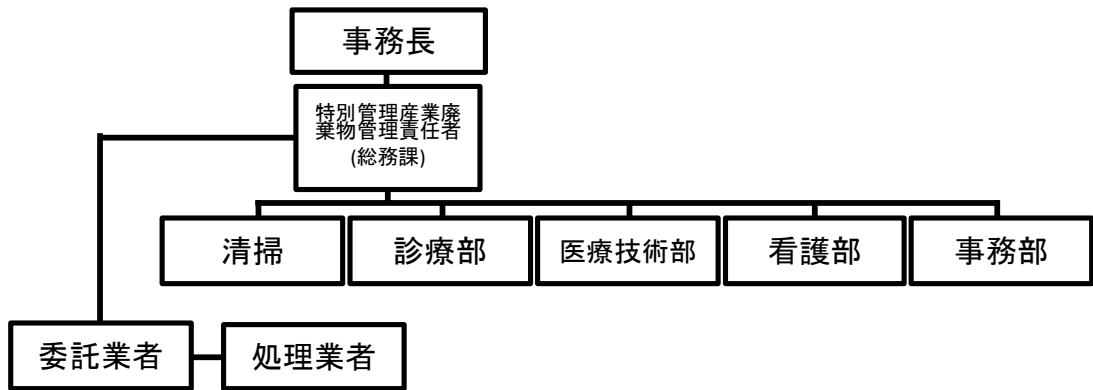 事務長
特別管理産業廃
棄物管理責任者
(総務課)
清掃
診療部
医療技術部
看護部
事務部
委託業者
処理業者